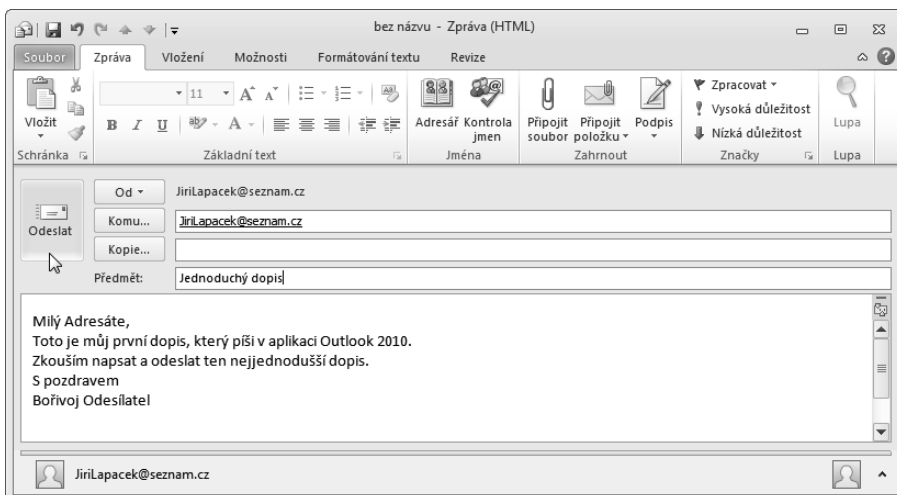 bez názvu - Zpráva (HTML)
Soubor Zpráva Vložení Možnosti Formátování textu Revize
Vložit
Schránka
11
B I U
Základní text
Adresář Kontrola jmen
Jména
Připojit soubor Připojit položku Podpis
Zahrnout
Zpracovat
Vysoká důležitost
Nízká důležitost
Značky
Lupa
Lupa
Odeslat
Od JiriLapacek@seznam.cz
Komu... JiriLapacek@seznam.cz
Kopie...
Předmět: Jednoduchý dopis
Milý Adresáte,
Toto je můj první dopis, který píši v aplikaci Outlook 2010.
Zkouším napsat a odeslat ten nejjednodušší dopis.
S pozdravem
Bořivoj Odesílatel
JiriLapacek@seznam.cz